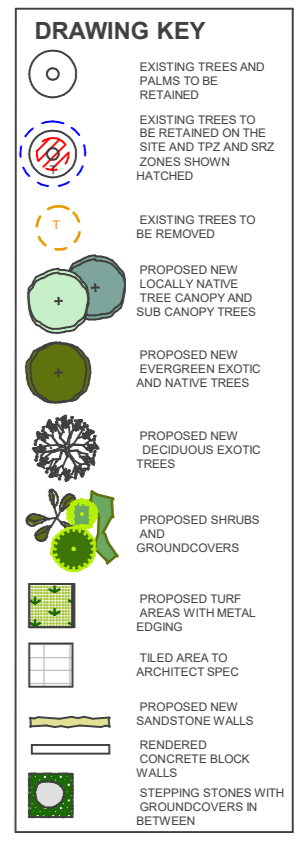 DRAWING KEY
EXISTING TREES AND
PALMS TO BE
RETAINED
EXISTING TREES TO
BE RETAINED ON THE
SITE AND TPZ AND SRZ
ZONES SHOWN
HATCHED
T
T
EXISTING TREES TO
BE REMOVED
PROPOSED NEW
LOCALLY NATIVE
TREE CANOPY AND
SUB CANOPY TREES
PROPOSED NEW
EVERGREEN EXOTIC
AND NATIVE TREES
PROPOSED NEW
DECIDUOUS EXOTIC
TREES
PROPOSED SHRUBS
AND
GROUNDCOVERS
PROPOSED TURF
AREAS WITH METAL
EDGING
TILED AREA TO
ARCHITECT SPEC
PROPOSED NEW
SANDSTONE WALLS
RENDERED
CONCRETE BLOCK
WALLS
STEPPING STONES WITH
GROUNDCOVERS IN
BETWEEN